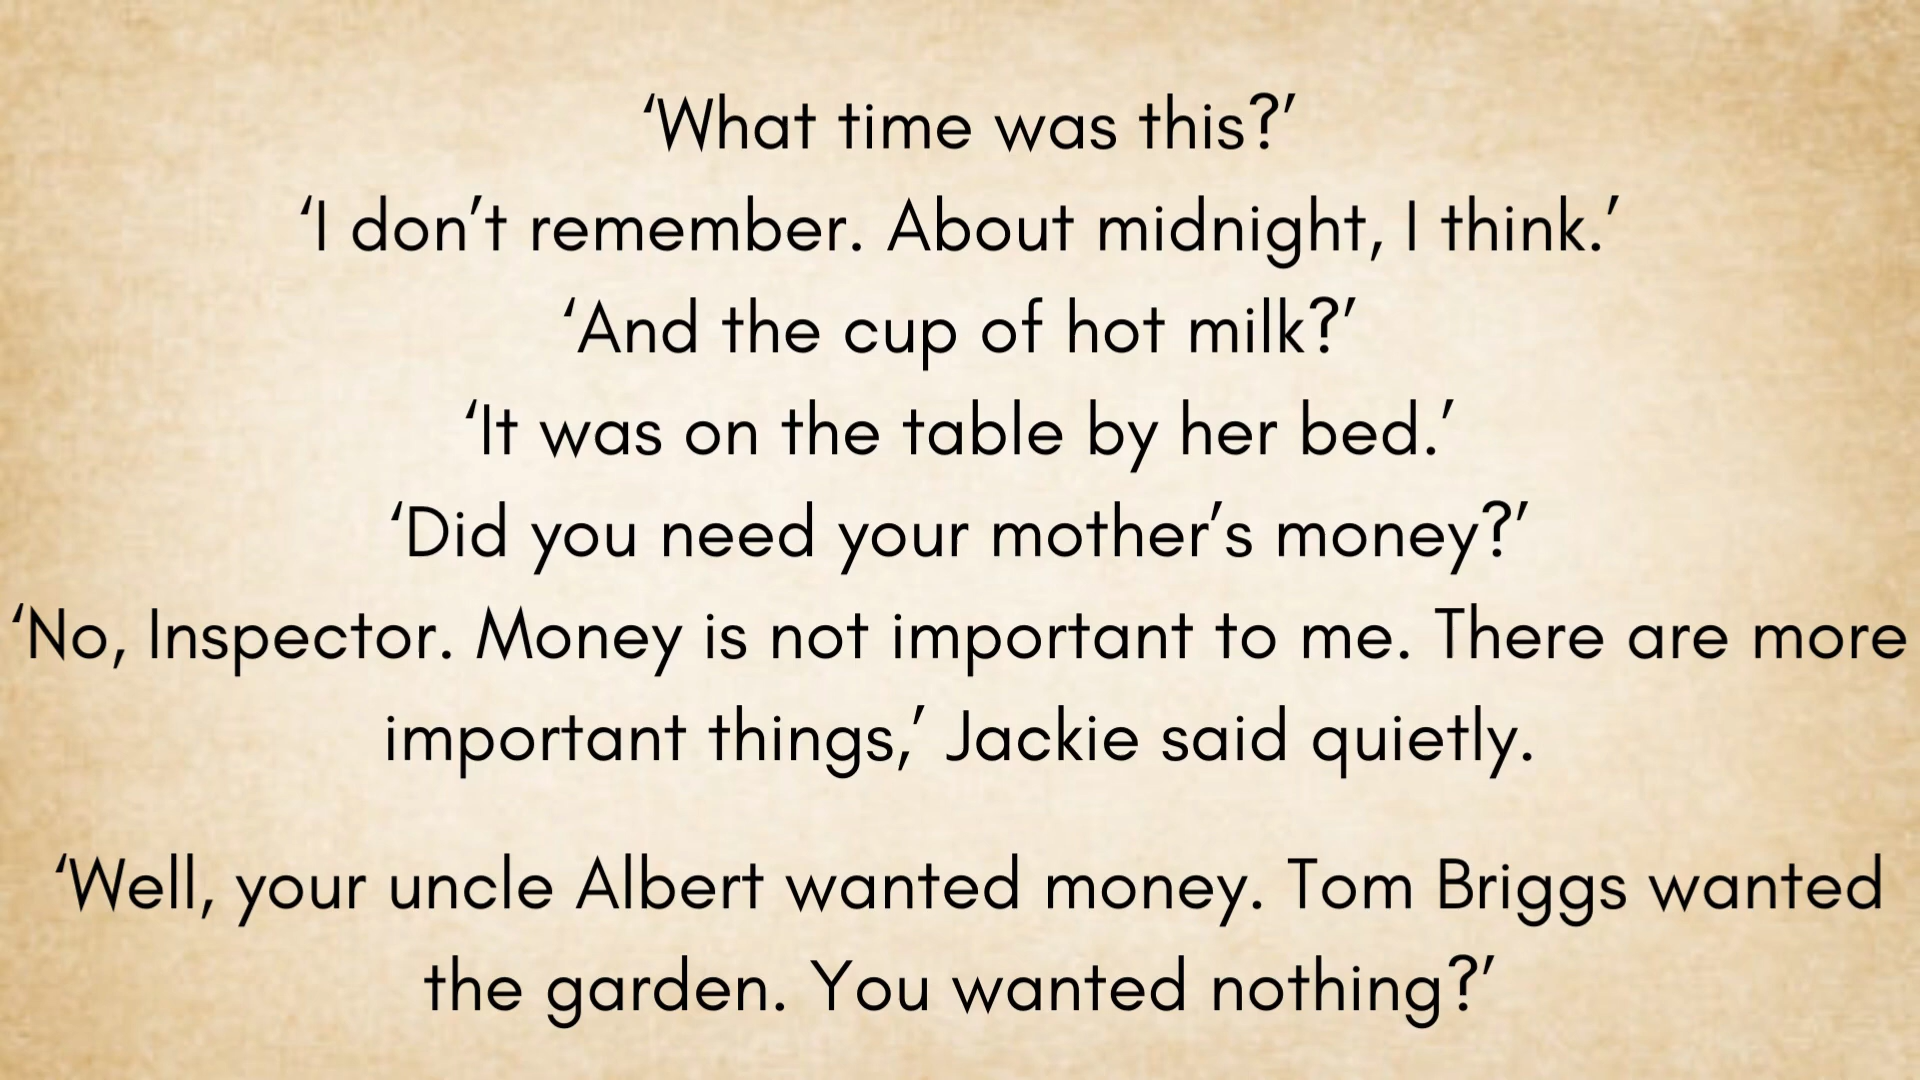 ‘What time was this?’
‘I don’t remember. About midnight, I think.’
‘And the cup of hot milk?’
‘It was on the table by her bed.’
‘Did you need your mother’s money?’
‘No, Inspector. Money is not important to me. There are more
important things,’ Jackie said quietly.
‘Well, your uncle Albert wanted money. Tom Briggs wanted
the garden. You wanted nothing?’